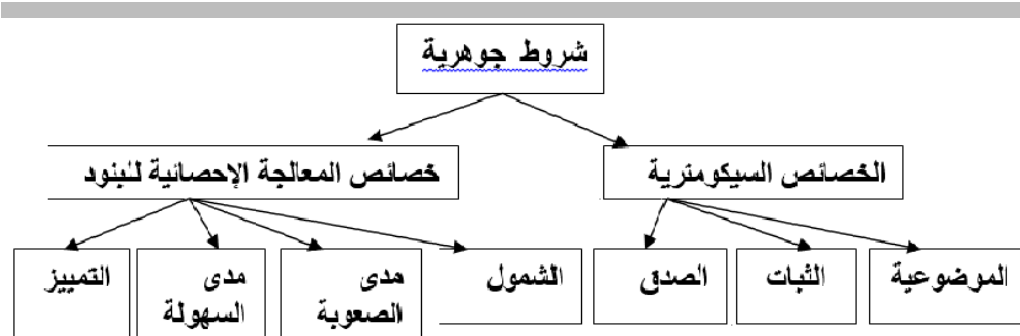 شروط جوهرية
الخصائص السيكومترية
خصائص المعالجة الإحصائية للبنود
الموضوعية
الثبات
الصدق
الشمول
مدى
الصعوبة
مدى
السهولة
التمييز